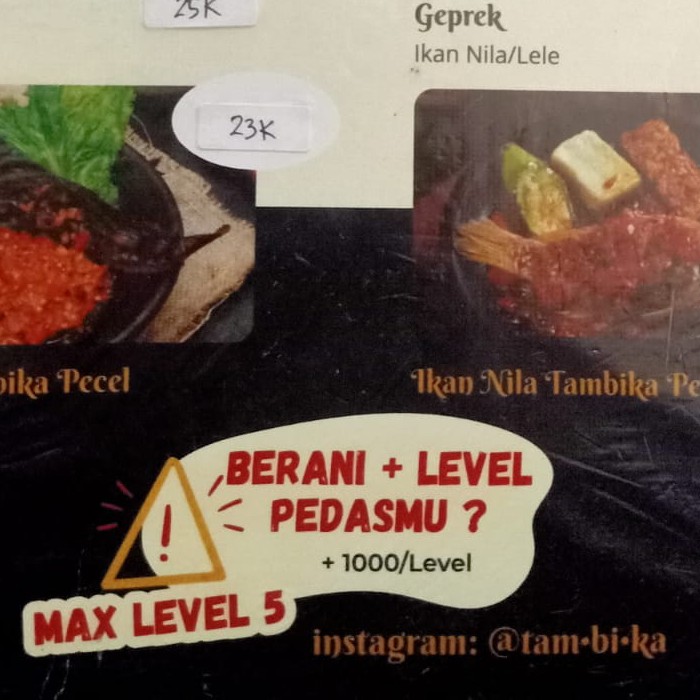 25K
Geprek
Ikan Nila/Lele
23K
bika Pecel
Ikan Nila Tambika Pe
BERANI + LEVEL
PEDASMU ?
+ 1000/Level
!
MAX LEVEL 5
instagram: @tam•bi•ka